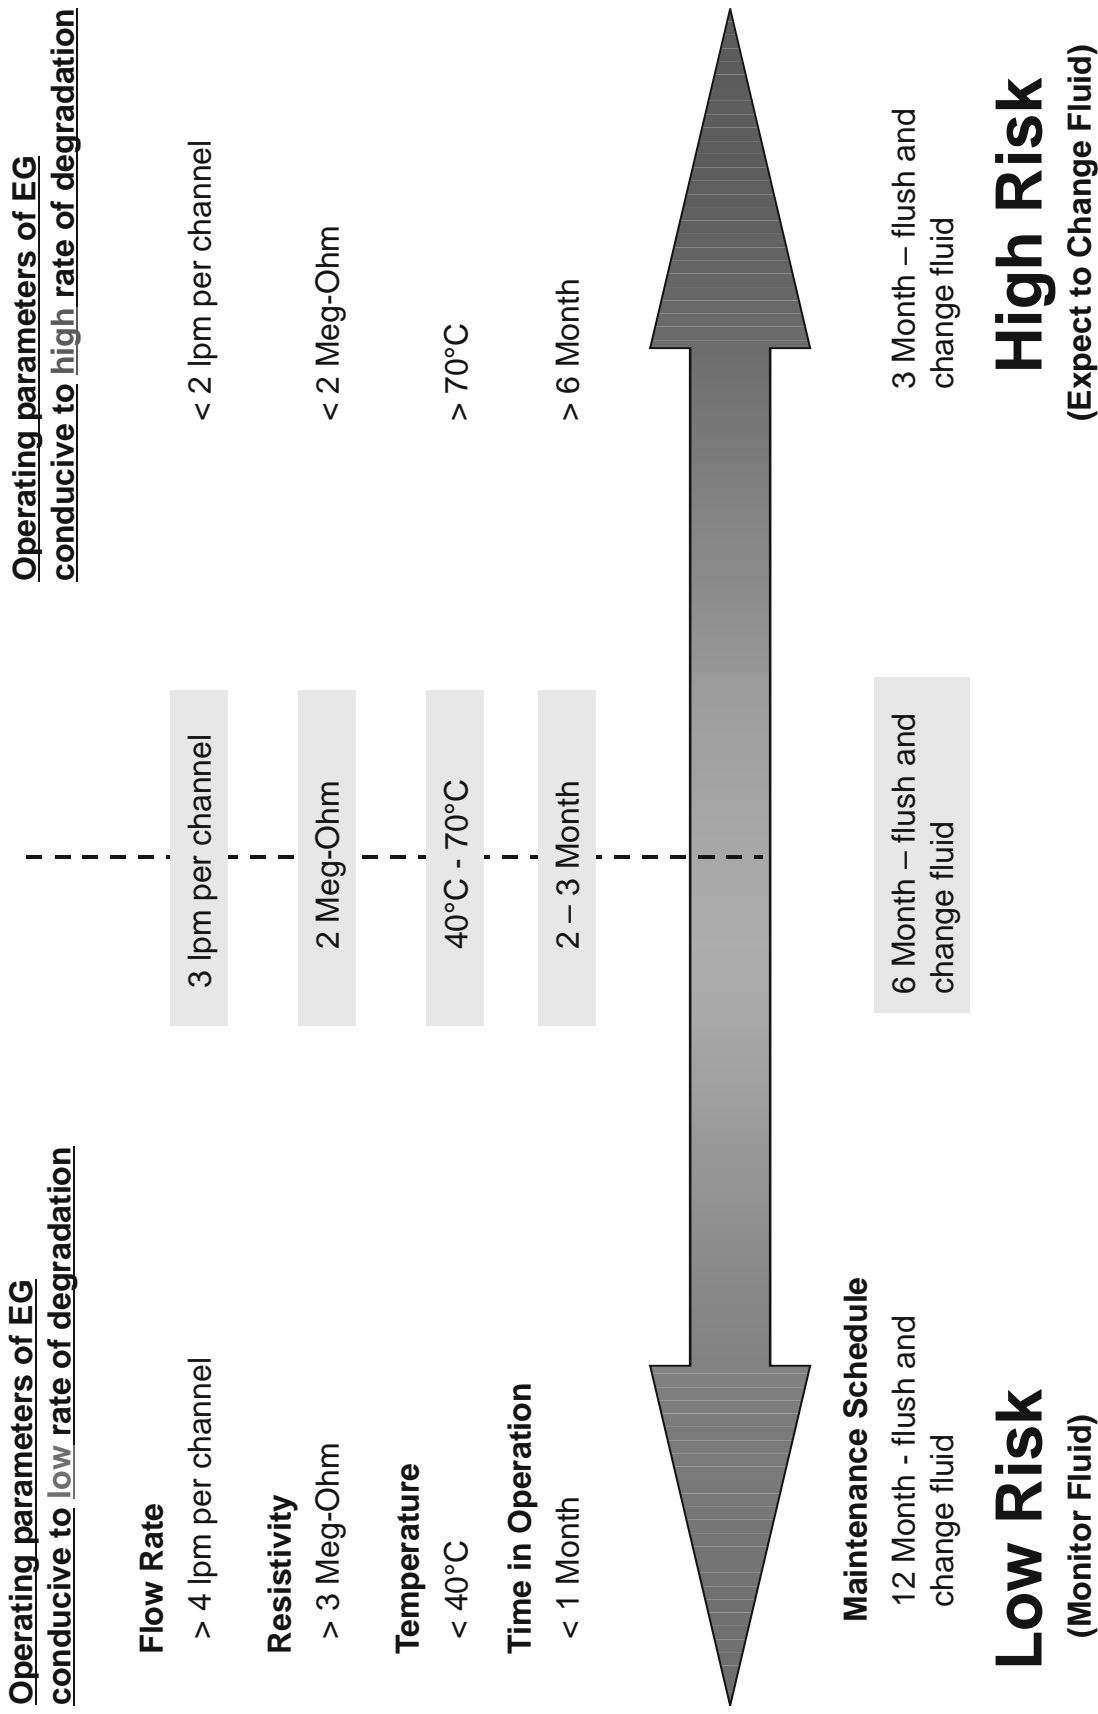 Operating parameters of EG
conducive to low rate of degradation
Operating parameters of EG
conducive to high rate of degradation
Flow Rate
> 4 lpm per channel
3 lpm per channel
< 2 lpm per channel
Resistivity
> 3 Meg-Ohm
2 Meg-Ohm
< 2 Meg-Ohm
Temperature
< 40°C
40°C - 70°C
> 70°C
Time in Operation
< 1 Month
2 – 3 Month
> 6 Month
Maintenance Schedule
12 Month - flush and
change fluid
6 Month – flush and
change fluid
3 Month – flush and
change fluid
Low Risk
(Monitor Fluid)
High Risk
(Expect to Change Fluid)